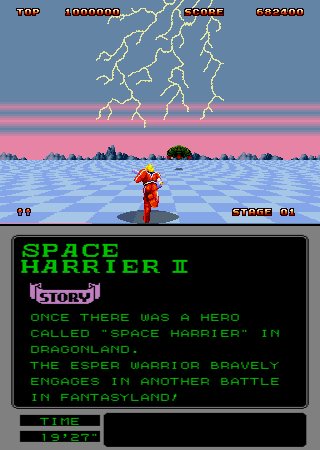 TOP 1000000 SCORE 682400
STAGE 01
SPACE
HARRIER II
STORY
ONCE THERE WAS A HERO
CALLED "SPACE HARRIER" IN
DRAGONLAND.
THE ESPER WARRIOR BRAVELY
ENGAGES IN ANOTHER BATTLE
IN FANTASYLAND!
TIME
19'27"